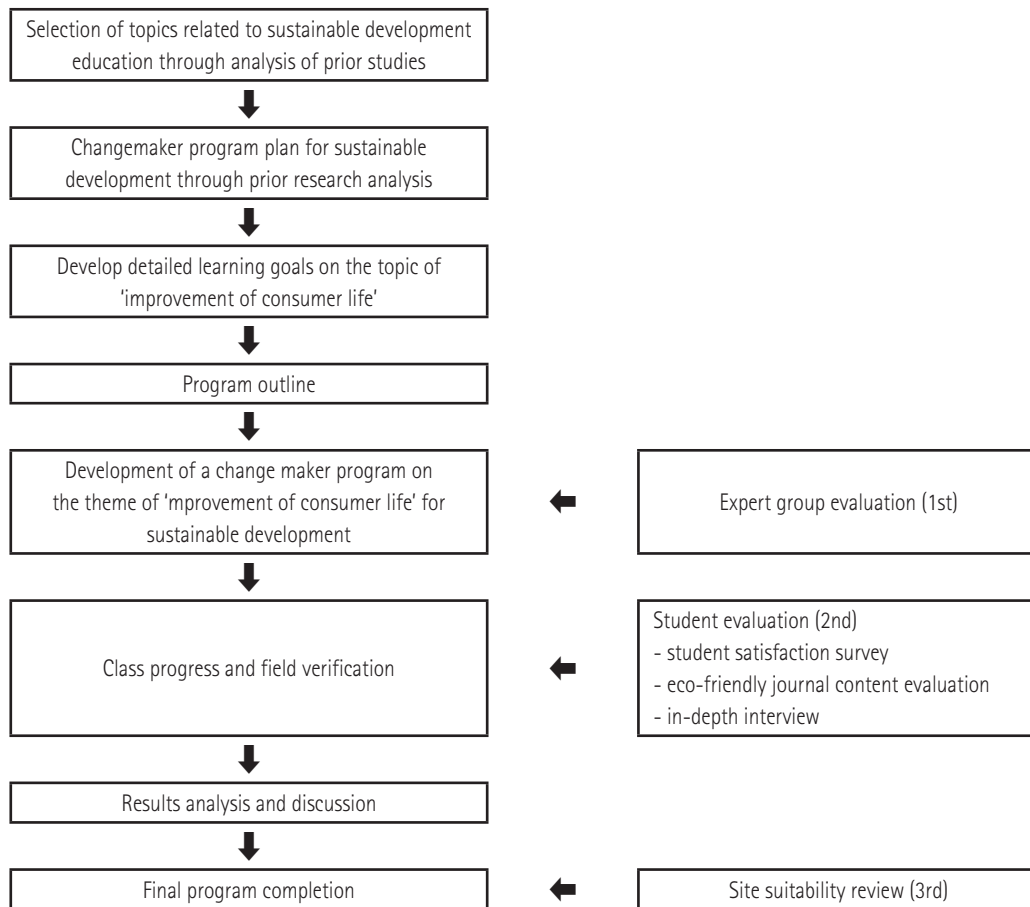 Selection of topics related to sustainable development
education through analysis of prior studies
Changemaker program plan for sustainable
development through prior research analysis
Develop detailed learning goals on the topic of
‘improvement of consumer life’
Program outline
Development of a change maker program on
the theme of ‘mprovement of consumer life’ for
sustainable development
Expert group evaluation (1st)
Class progress and field verification
Student evaluation (2nd)
- student satisfaction survey
- eco-friendly journal content evaluation
- in-depth interview
Results analysis and discussion
Final program completion
Site suitability review (3rd)